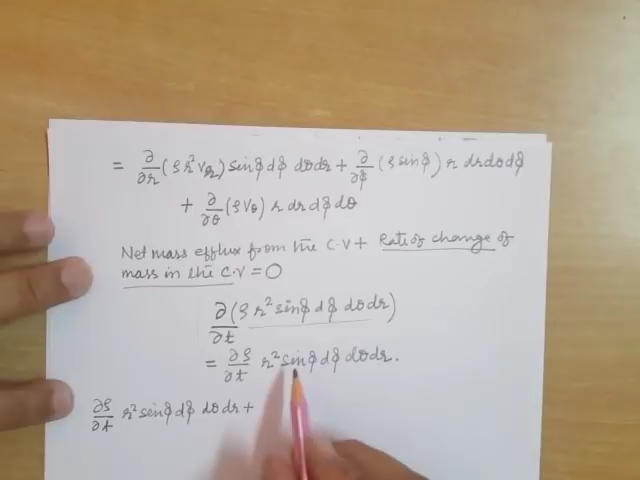 = ∂/∂r (ρ r² v_r) sinφ dφ dθ dr + ∂/∂φ (ρ sinφ) r dr dθ dφ
+ ∂/∂θ (ρ v_θ) r dr dφ dθ
Net mass efflux from the C.V + Rate of change of
mass in the C.V = 0
∂/∂t (ρ r² sinφ dφ dθ dr)
= ∂ρ/∂t r² sinφ dφ dθ dr.
∂ρ/∂t r² sinφ dφ dθ dr +